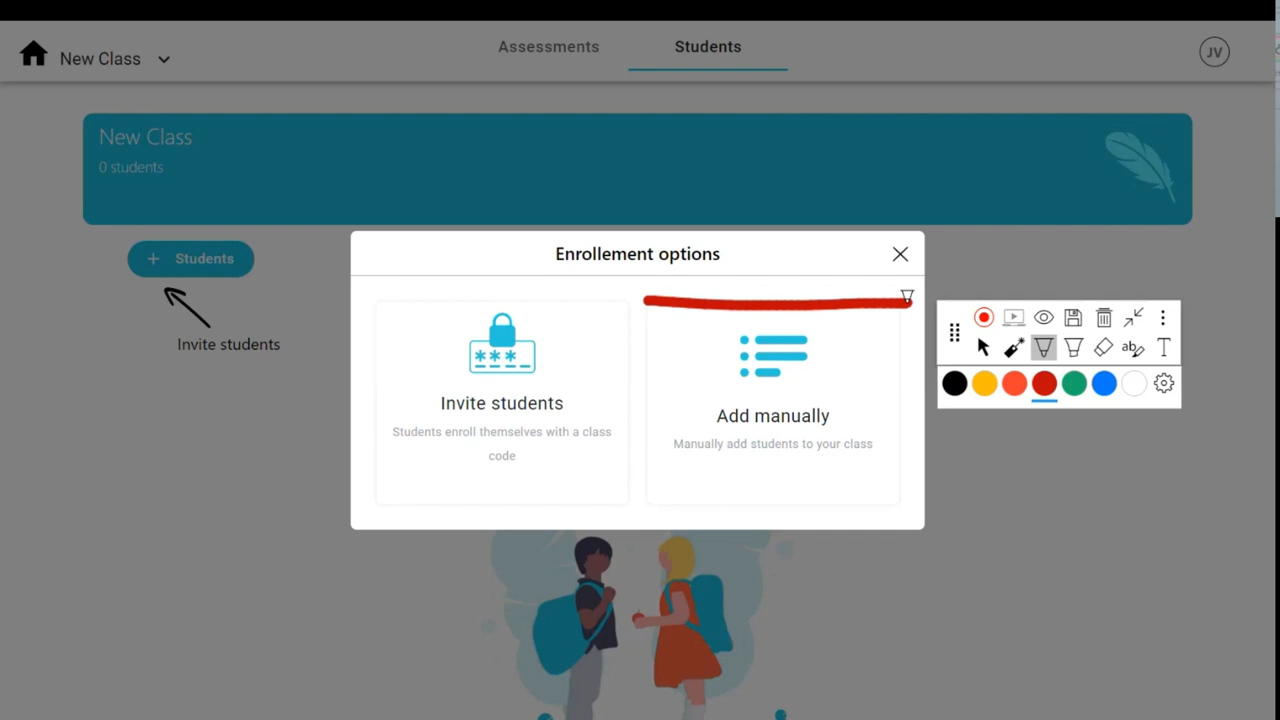 New Class
Assessments
Students
JV
New Class
0 students
+ Students
Invite students
Enrollement options
***
Invite students
Students enroll themselves with a class
code
Add manually
Manually add students to your class
ab
T